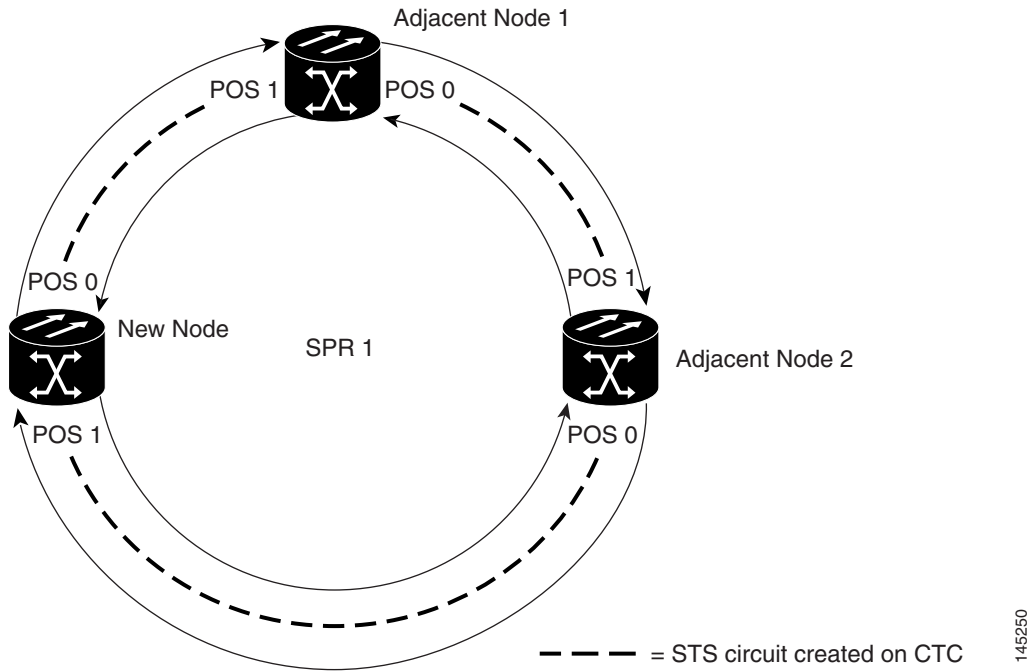 Adjacent Node 1
POS 1
POS 0
POS 0
POS 1
New Node
SPR 1
Adjacent Node 2
POS 1
POS 0
= STS circuit created on CTC
145250